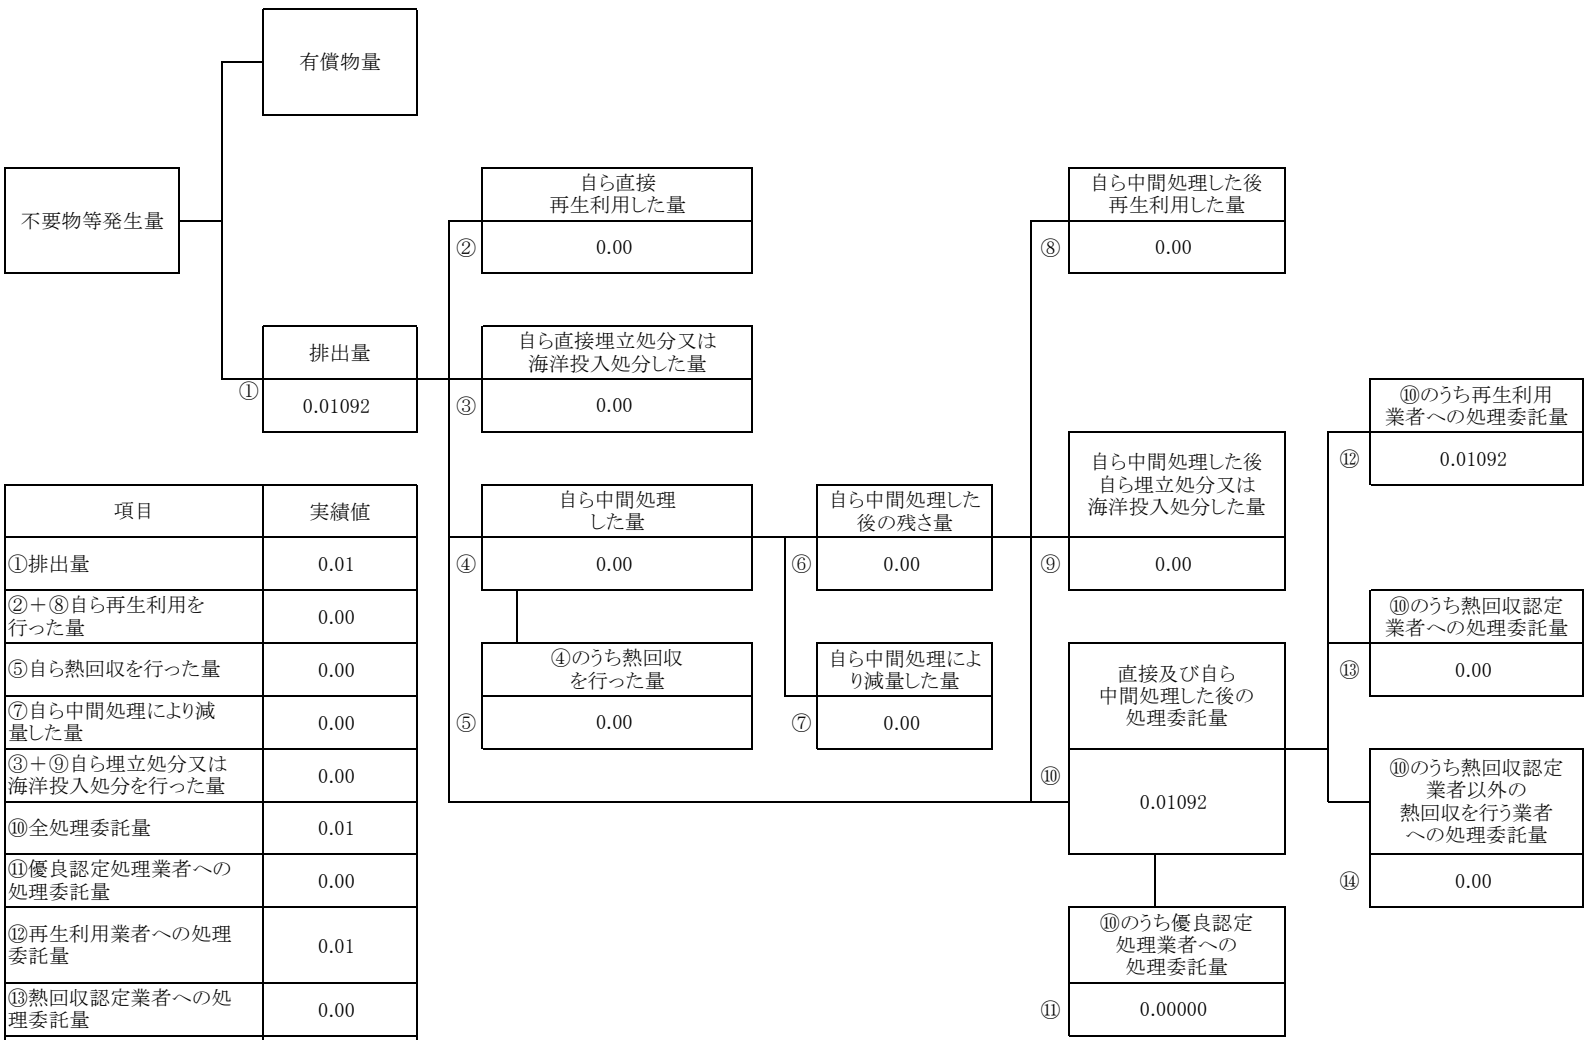 有償物量
不要物等発生量
自ら直接
再生利用した量
②
0.00
自ら中間処理した後
再生利用した量
⑧
0.00
排出量
①
0.01092
自ら直接埋立処分又は
海洋投入処分した量
③
0.00
⑩のうち再生利用
業者への処理委託量
⑫
0.01092
自ら中間処理
した量
④
0.00
自ら中間処理した
後の残さ量
⑥
0.00
自ら中間処理した後
自ら埋立処分又は
海洋投入処分した量
⑨
0.00
⑩のうち熱回収認定
業者への処理委託量
⑬
0.00
④のうち熱回収
を行った量
⑤
0.00
自ら中間処理によ
り減量した量
⑦
0.00
直接及び自ら
中間処理した後の
処理委託量
⑩
0.01092
⑩のうち熱回収認定
業者以外の
熱回収を行う業者
への処理委託量
⑭
0.00
⑩のうち優良認定
処理業者への
処理委託量
⑪
0.00000
項目 実績値
①排出量 0.01
②＋⑧自ら再生利用を
行った量 0.00
⑤自ら熱回収を行った量 0.00
⑦自ら中間処理により減
量した量 0.00
③＋⑨自ら埋立処分又は
海洋投入処分を行った量 0.00
⑩全処理委託量 0.01
⑪優良認定処理業者への
処理委託量 0.00
⑫再生利用業者への処理
委託量 0.01
⑬熱回収認定業者への処
理委託量 0.00